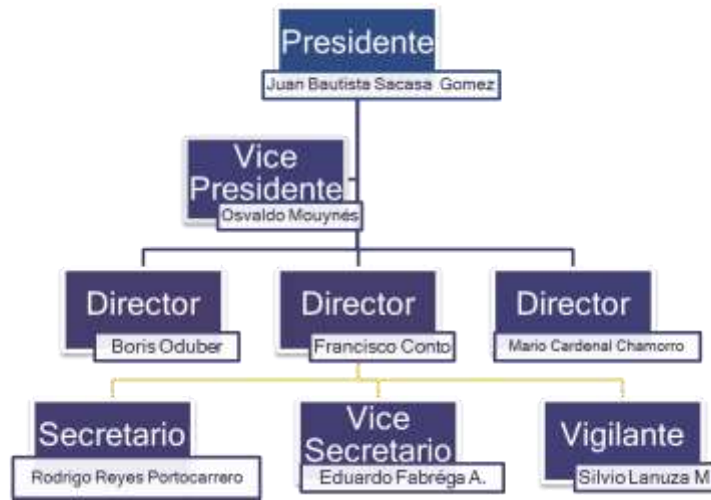 Presidente
Juan Bautista Sacasa Gomez
Vice
Presidente
Osvaldo Mouynés
Director
Boris Oduber
Director
Francisco Conto
Director
Mario Cardenal Chamorro
Secretario
Rodrigo Reyes Portocarrero
Vice
Secretario
Eduardo Fabréga A.
Vigilante
Silvio Lanuza M